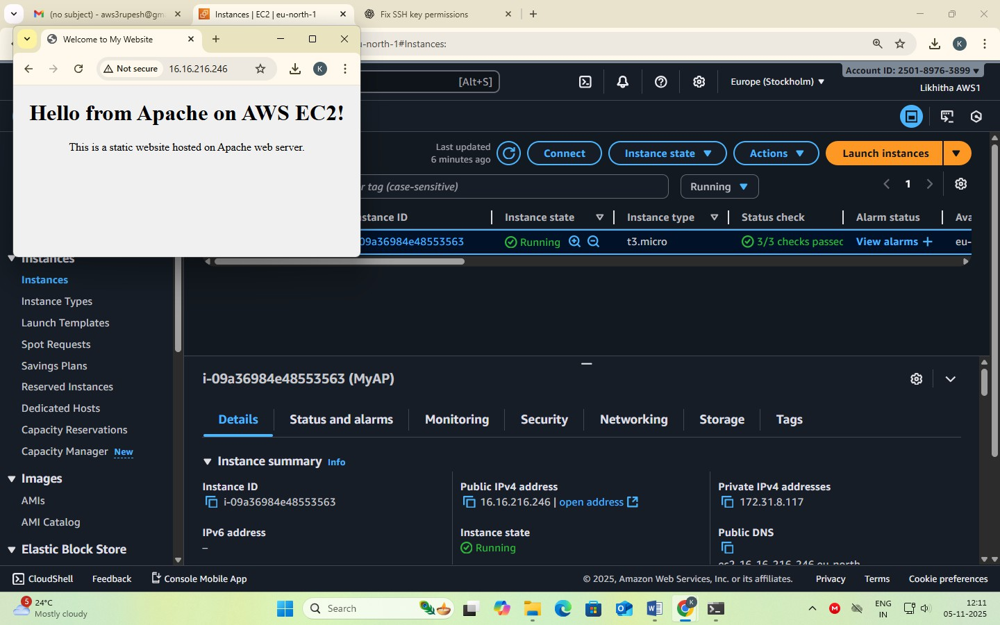 (no subject) - aws3rupesh@gm
Instances | EC2 | eu-north-1
Fix SSH key permissions
Welcome to My Website
-north-1#Instances:
K
Not secure
16.16.216.246
K
[Alt+S]
Europe (Stockholm)
Account ID: 2501-8976-3899
Likhitha AWS1
Hello from Apache on AWS EC2!
This is a static website hosted on Apache web server.
Last updated
6 minutes ago
Connect
Instance state
Actions
Launch instances
r tag (case-sensitive)
Running
1
stance ID
Instance state
Instance type
Status check
Alarm status
Ava
09a36984e48553563
Running
t3.micro
3/3 checks passec
View alarms +
eu-
Instances
Instances
Instance Types
Launch Templates
Spot Requests
Savings Plans
Reserved Instances
Dedicated Hosts
Capacity Reservations
Capacity Manager New
Images
AMIs
AMI Catalog
Elastic Block Store
i-09a36984e48553563 (MyAP)
Details
Status and alarms
Monitoring
Security
Networking
Storage
Tags
Instance summary Info
Instance ID
i-09a36984e48553563
Public IPv4 address
16.16.216.246 | open address
Private IPv4 addresses
172.31.8.117
IPv6 address
–
Instance state
Running
Public DNS
ec2-16-16-216-246.eu-north-
CloudShell
Feedback
Console Mobile App
© 2025, Amazon Web Services, Inc. or its affiliates.
Privacy
Terms
Cookie preferences
5
24°C
Mostly cloudy
Search
K
M
ENG
IN
12:11
05-11-2025